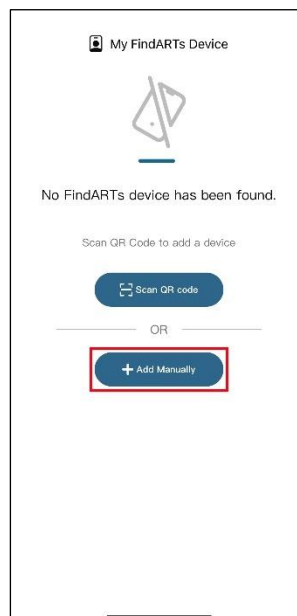 My FindARTs Device
No FindARTs device has been found.
Scan QR Code to add a device
Scan QR code
OR
+ Add Manually